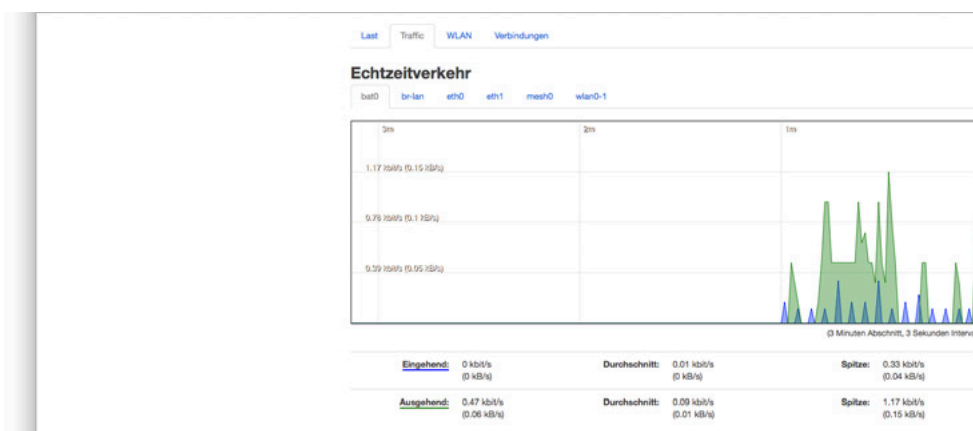 Last Traffic WLAN Verbindungen
Echtzeitverkehr
bat0 br-lan eth0 eth1 mesh0 wlan0-1
3m 2m 1m
1.17 kbit/s (0.15 kB/s)
0.78 kbit/s (0.1 kB/s)
0.39 kbit/s (0.05 kB/s)
(3 Minuten Abschnitt, 3 Sekunden
Eingehend: 0 kbit/s Durchschnitt: 0.01 kbit/s Spitze: 0.33 kbit/s
(0 kB/s) (0 kB/s) (0.04 kB/s)
Ausgehend: 0.47 kbit/s Durchschnitt: 0.09 kbit/s Spitze: 1.17 kbit/s
(0.06 kB/s) (0.01 kB/s) (0.15 kB/s)